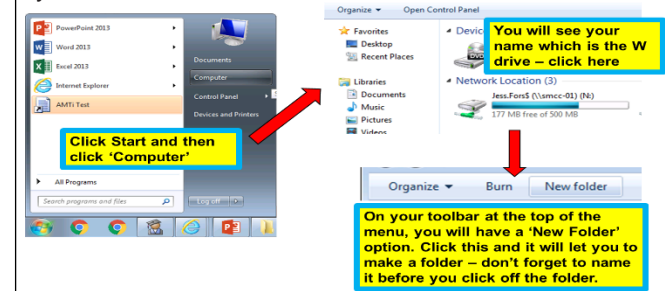 PowerPoint 2013
Word 2013
Excel 2013
Internet Explorer
AMTi Test
All Programs
Search programs and files
Documents
Computer
Control Panel
Devices and Printers
Log off
Click Start and then
click ‘Computer’
Organize Open Control Panel
Favorites
Desktop
Recent Places
Libraries
Documents
Music
Pictures
Videos
Devic
Network Location (3)
Jess.Fors$ (\\smcc-01) (N:)
177 MB free of 500 MB
You will see your
name which is the W
drive – click here
Organize Burn New folder
On your toolbar at the top of the
menu, you will have a ‘New Folder’
option. Click this and it will let you to
make a folder – don’t forget to name
it before you click off the folder.